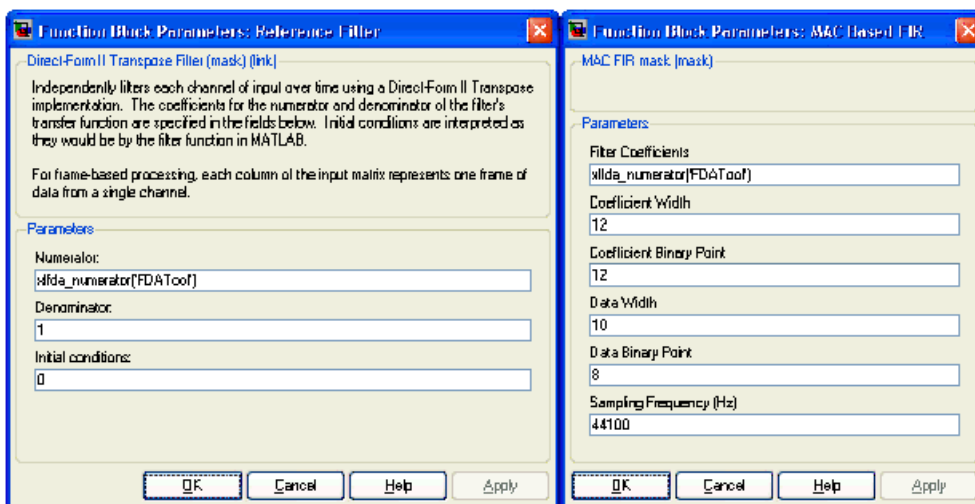 Function Block Parameters: Reference Filter
Direct-Form II Transpose Filter (mask) (link)
Independently filters each channel of input over time using a Direct-Form II Transpose
implementation. The coefficients for the numerator and denominator of the filter's
transfer function are specified in the fields below. Initial conditions are interpreted as
they would be by the filter function in MATLAB.
For frame-based processing, each column of the input matrix represents one frame of
data from a single channel.
Parameters
Numerator:
xlfda_numerator('FDATool')
Denominator:
1
Initial conditions:
0
OK
Cancel
Help
Apply
Function Block Parameters: MAC Based FIR
MAC FIR mask (mask)
Parameters
Filter Coefficients
xlfda_numerator('FDATool')
Coefficient Width
12
Coefficient Binary Point
12
Data Width
10
Data Binary Point
8
Sampling Frequency (Hz)
44100
OK
Cancel
Help
Apply